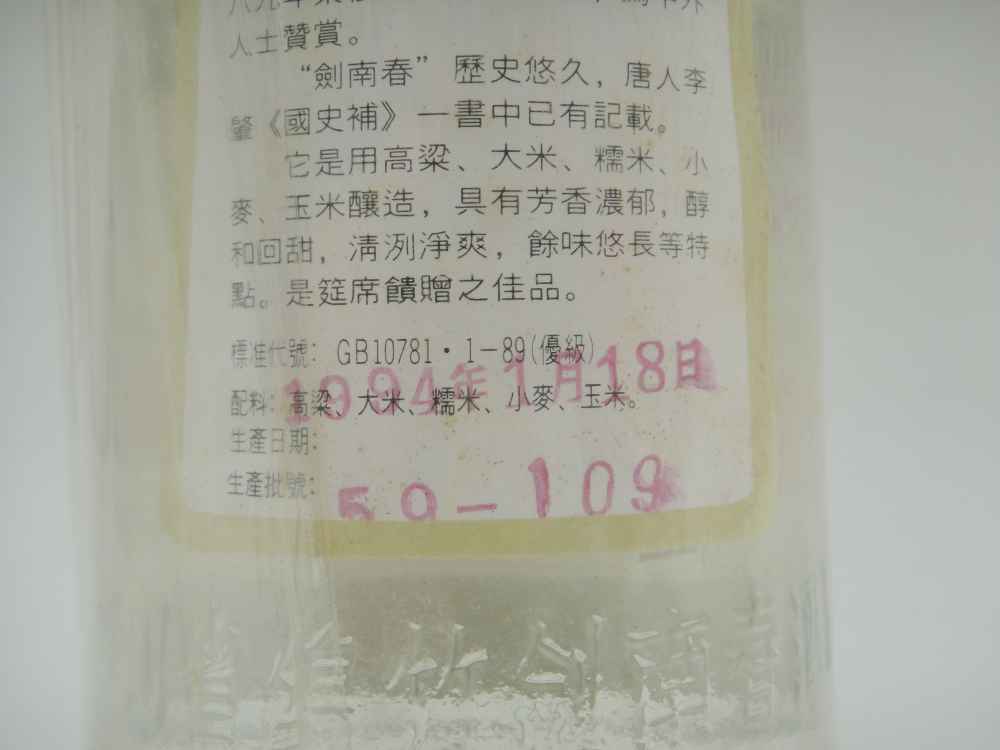 人士贊賞。
“劍南春”歷史悠久，唐人李
肇《國史補》一書中已有記載。
它是用高粱、大米、糯米、小
麥、玉米釀造，具有芳香濃郁，醇
和回甜，清洌淨爽，餘味悠長等特
點。是筵席饋贈之佳品。
標准代號：GB10781·1-89(優級)
1994年1月18日
配料：高粱、大米、糯米、小麥、玉米。
生產日期：
生產批號：59-109